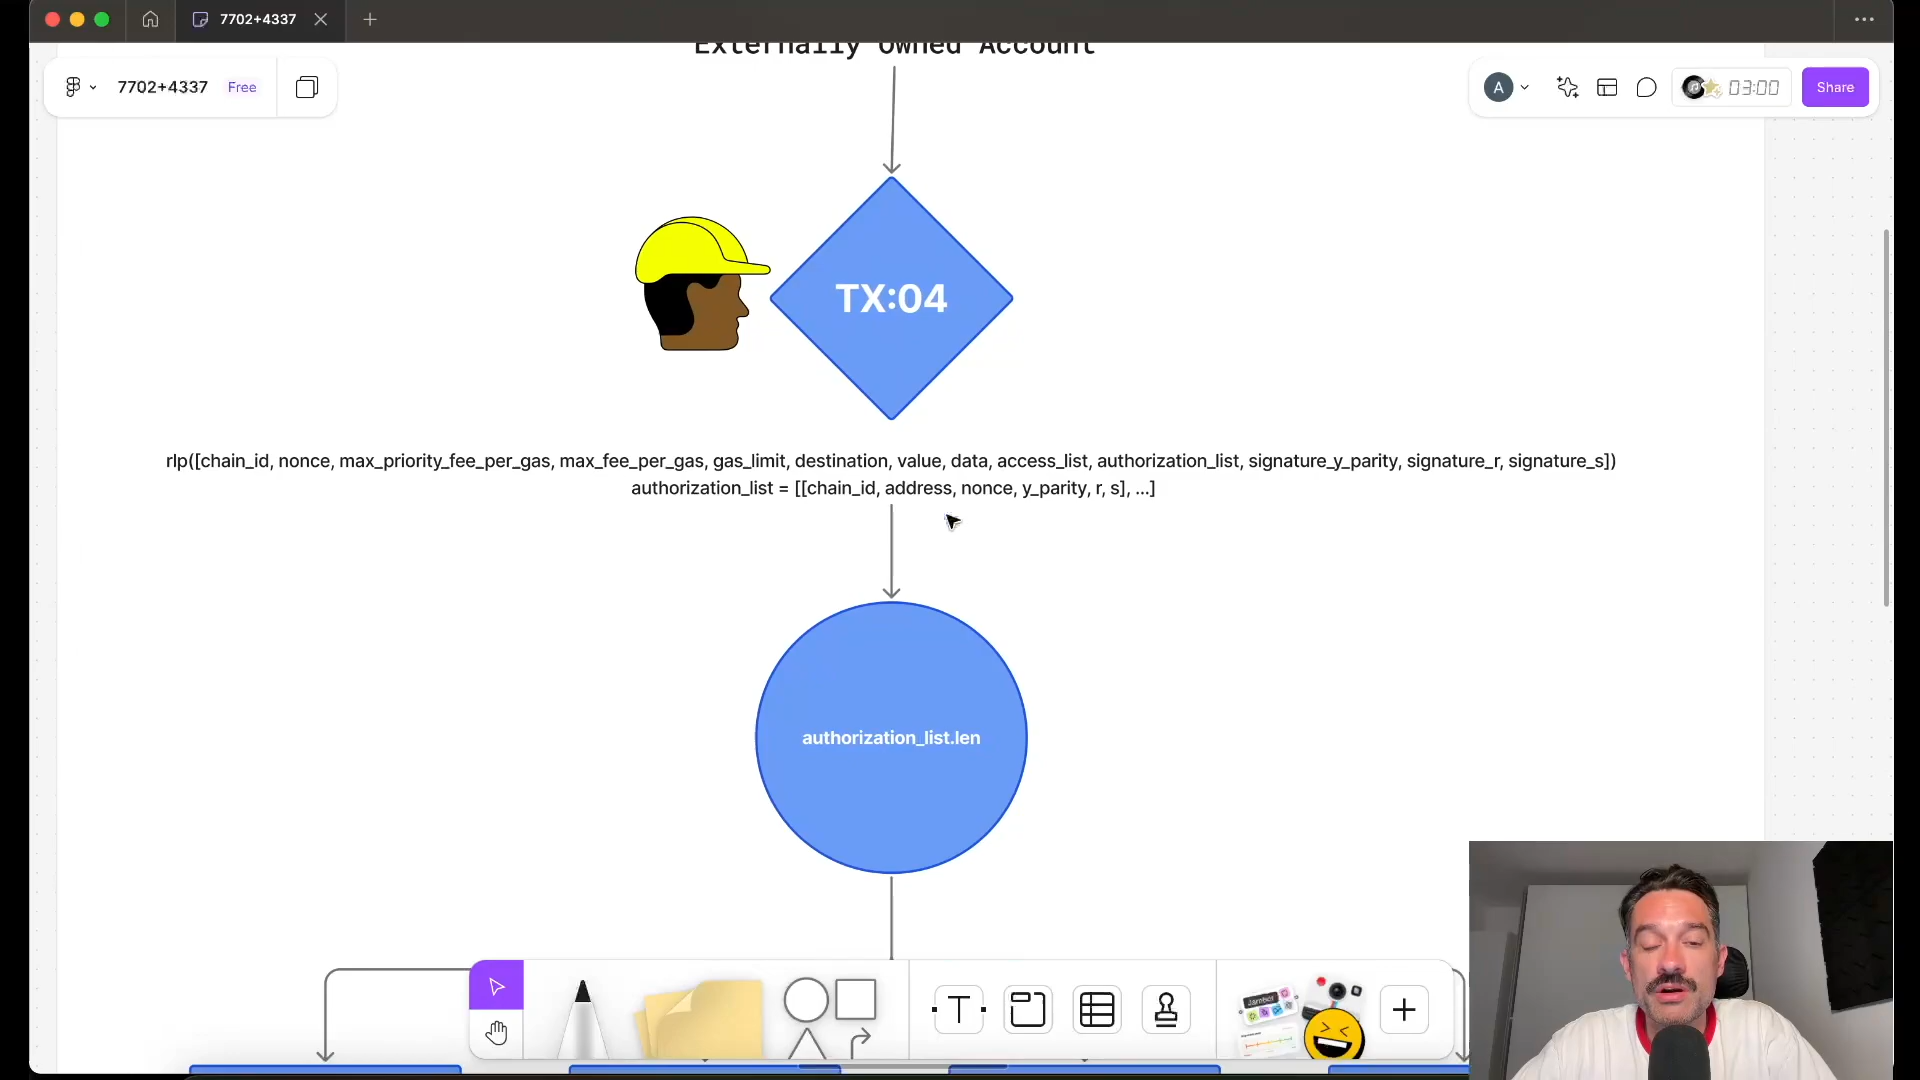 7702+4337
Externally Owned Account
7702+4337 Free
A
03:00
Share
TX:04
rlp([chain_id, nonce, max_priority_fee_per_gas, max_fee_per_gas, gas_limit, destination, value, data, access_list, authorization_list, signature_y_parity, signature_r, signature_s])
authorization_list = [[chain_id, address, nonce, y_parity, r, s], ...]
authorization_list.len
T
Jambot